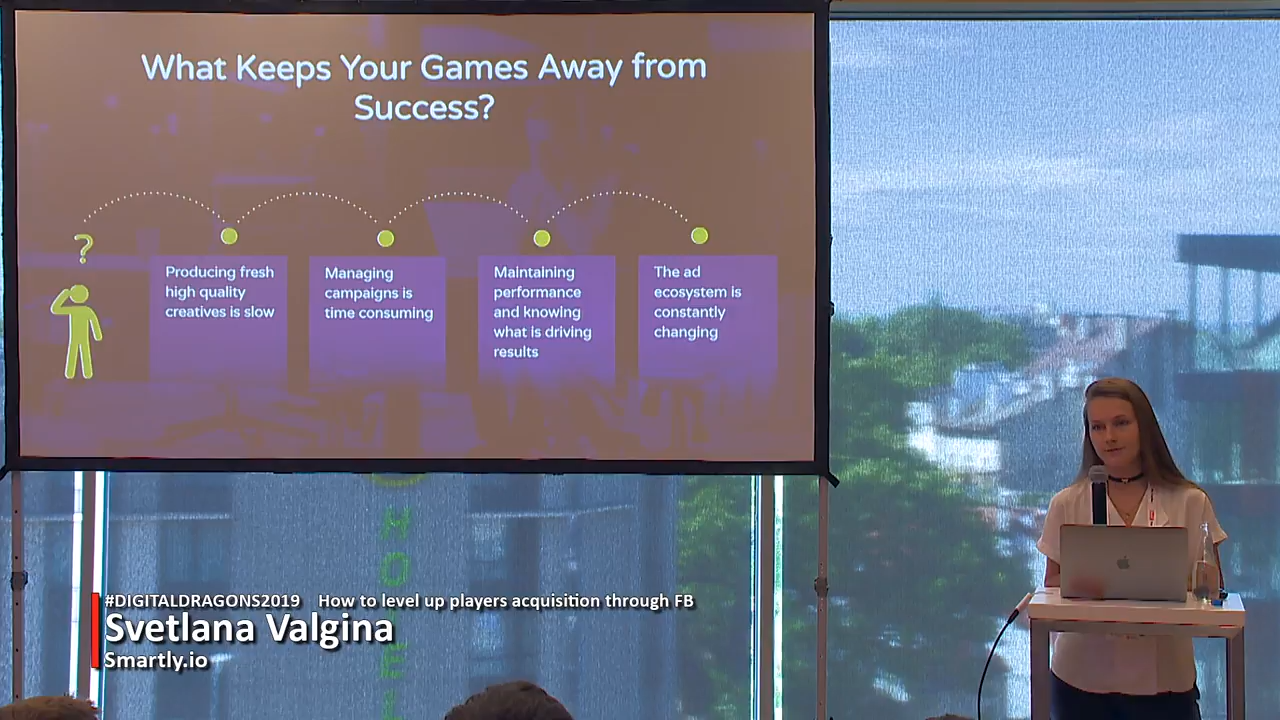 What Keeps Your Games Away from
Success?
?
Producing fresh
high quality
creatives is slow
Managing
campaigns is
time consuming
Maintaining
performance
and knowing
what is driving
results
The ad
ecosystem is
constantly
changing
HOTEL
#DIGITALDRAGONS2019 How to level up players acquisition through FB
Svetlana Valgina
Smartly.io